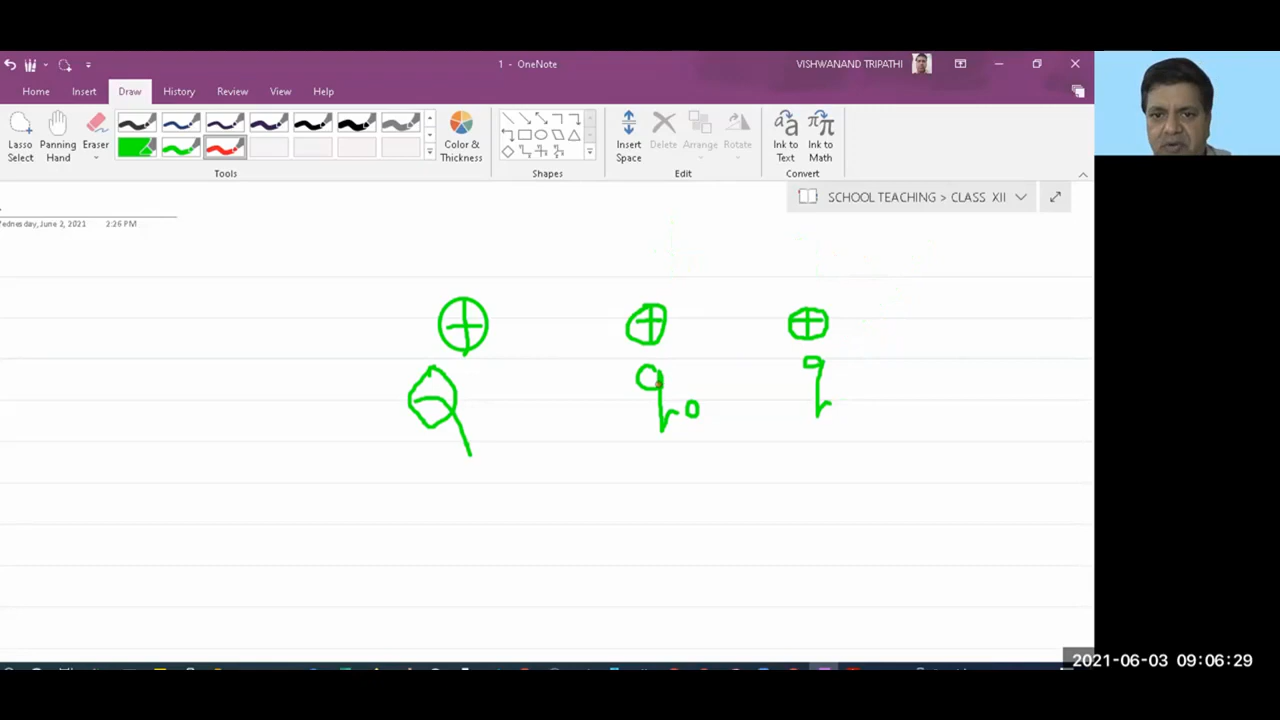 1 - OneNote
VISHWANAND TRIPATHI
Home Insert Draw History Review View Help
Lasso Select
Panning Hand
Eraser
Color & Thickness
Insert Space
Delete
Arrange
Rotate
Ink to Text
Ink to Math
Tools
Shapes
Edit
Convert
SCHOOL TEACHING > CLASS XII
Wednesday, June 2, 2021 2:26 PM
Q q0 q
2021-06-03 09:06:29